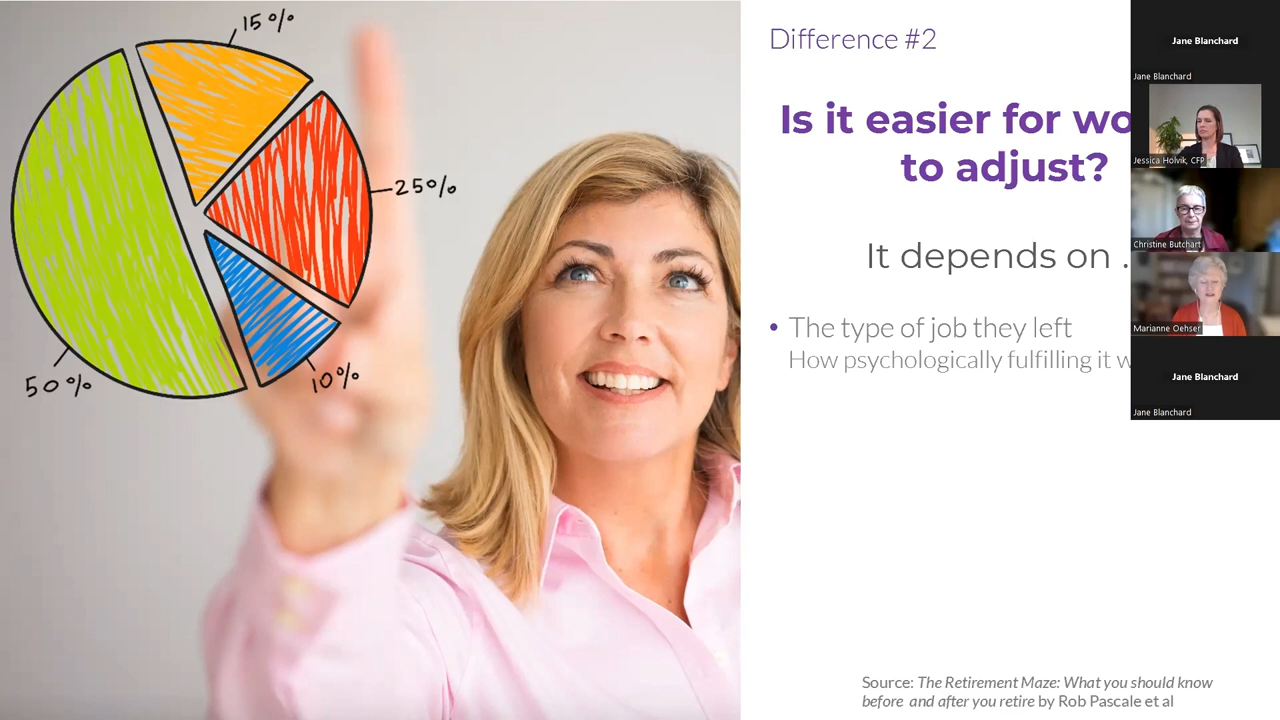 15%
25%
50%
10%
Difference #2
Is it easier for wo
to adjust?
It depends on .
• The type of job they left
How psychologically fulfilling it w
Source: The Retirement Maze: What you should know
before and after you retire by Rob Pascale et al
Jane Blanchard
Jane Blanchard
Jessica Holvik, CFP
Christine Butchart
Marianne Oehser
Jane Blanchard
Jane Blanchard